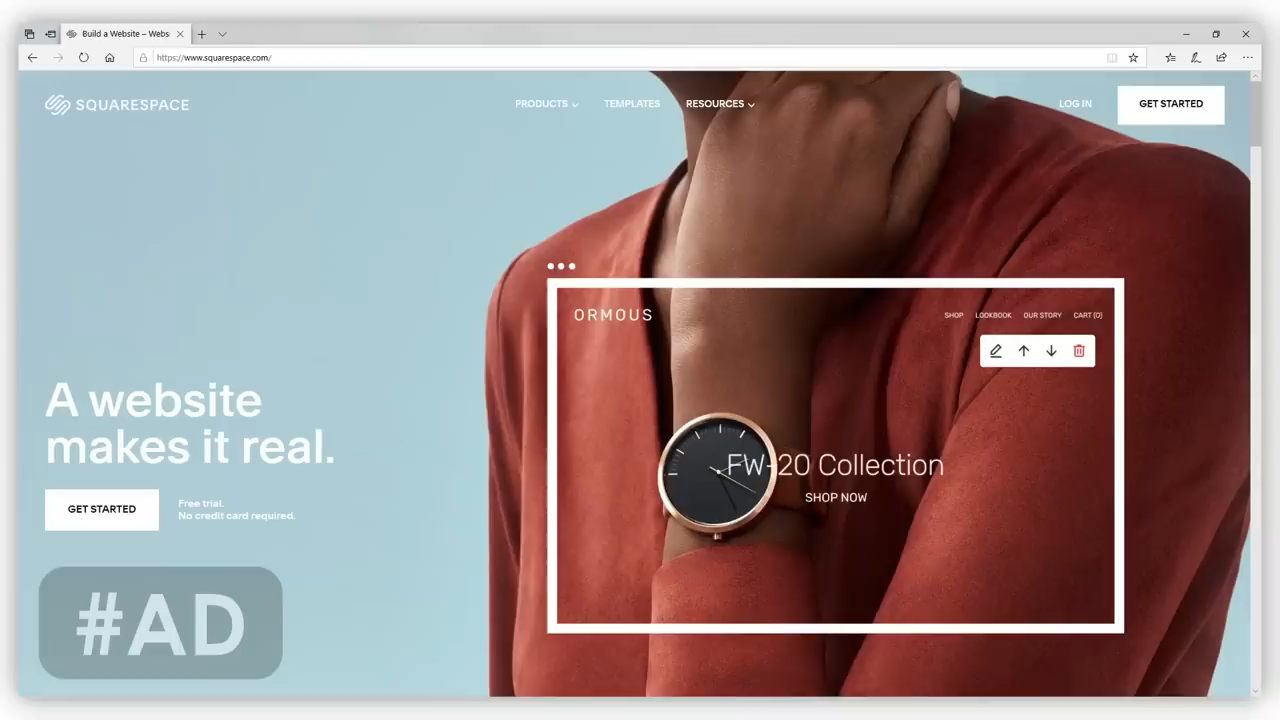 Build a Website – Webs
https://www.squarespace.com/
SQUARESPACE
PRODUCTS
TEMPLATES
RESOURCES
LOG IN
GET STARTED
ORMOUS
SHOP
LOOKBOOK
OUR STORY
CART (0)
A website
makes it real.
FW-20 Collection
SHOP NOW
GET STARTED
Free trial.
No credit card required.
#AD